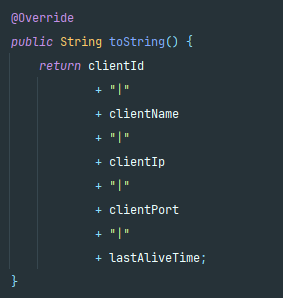 @Override
public String toString() {
    return clientId
            + "|"
            + clientName
            + "|"
            + clientIp
            + "|"
            + clientPort
            + "|"
            + lastAliveTime;
}